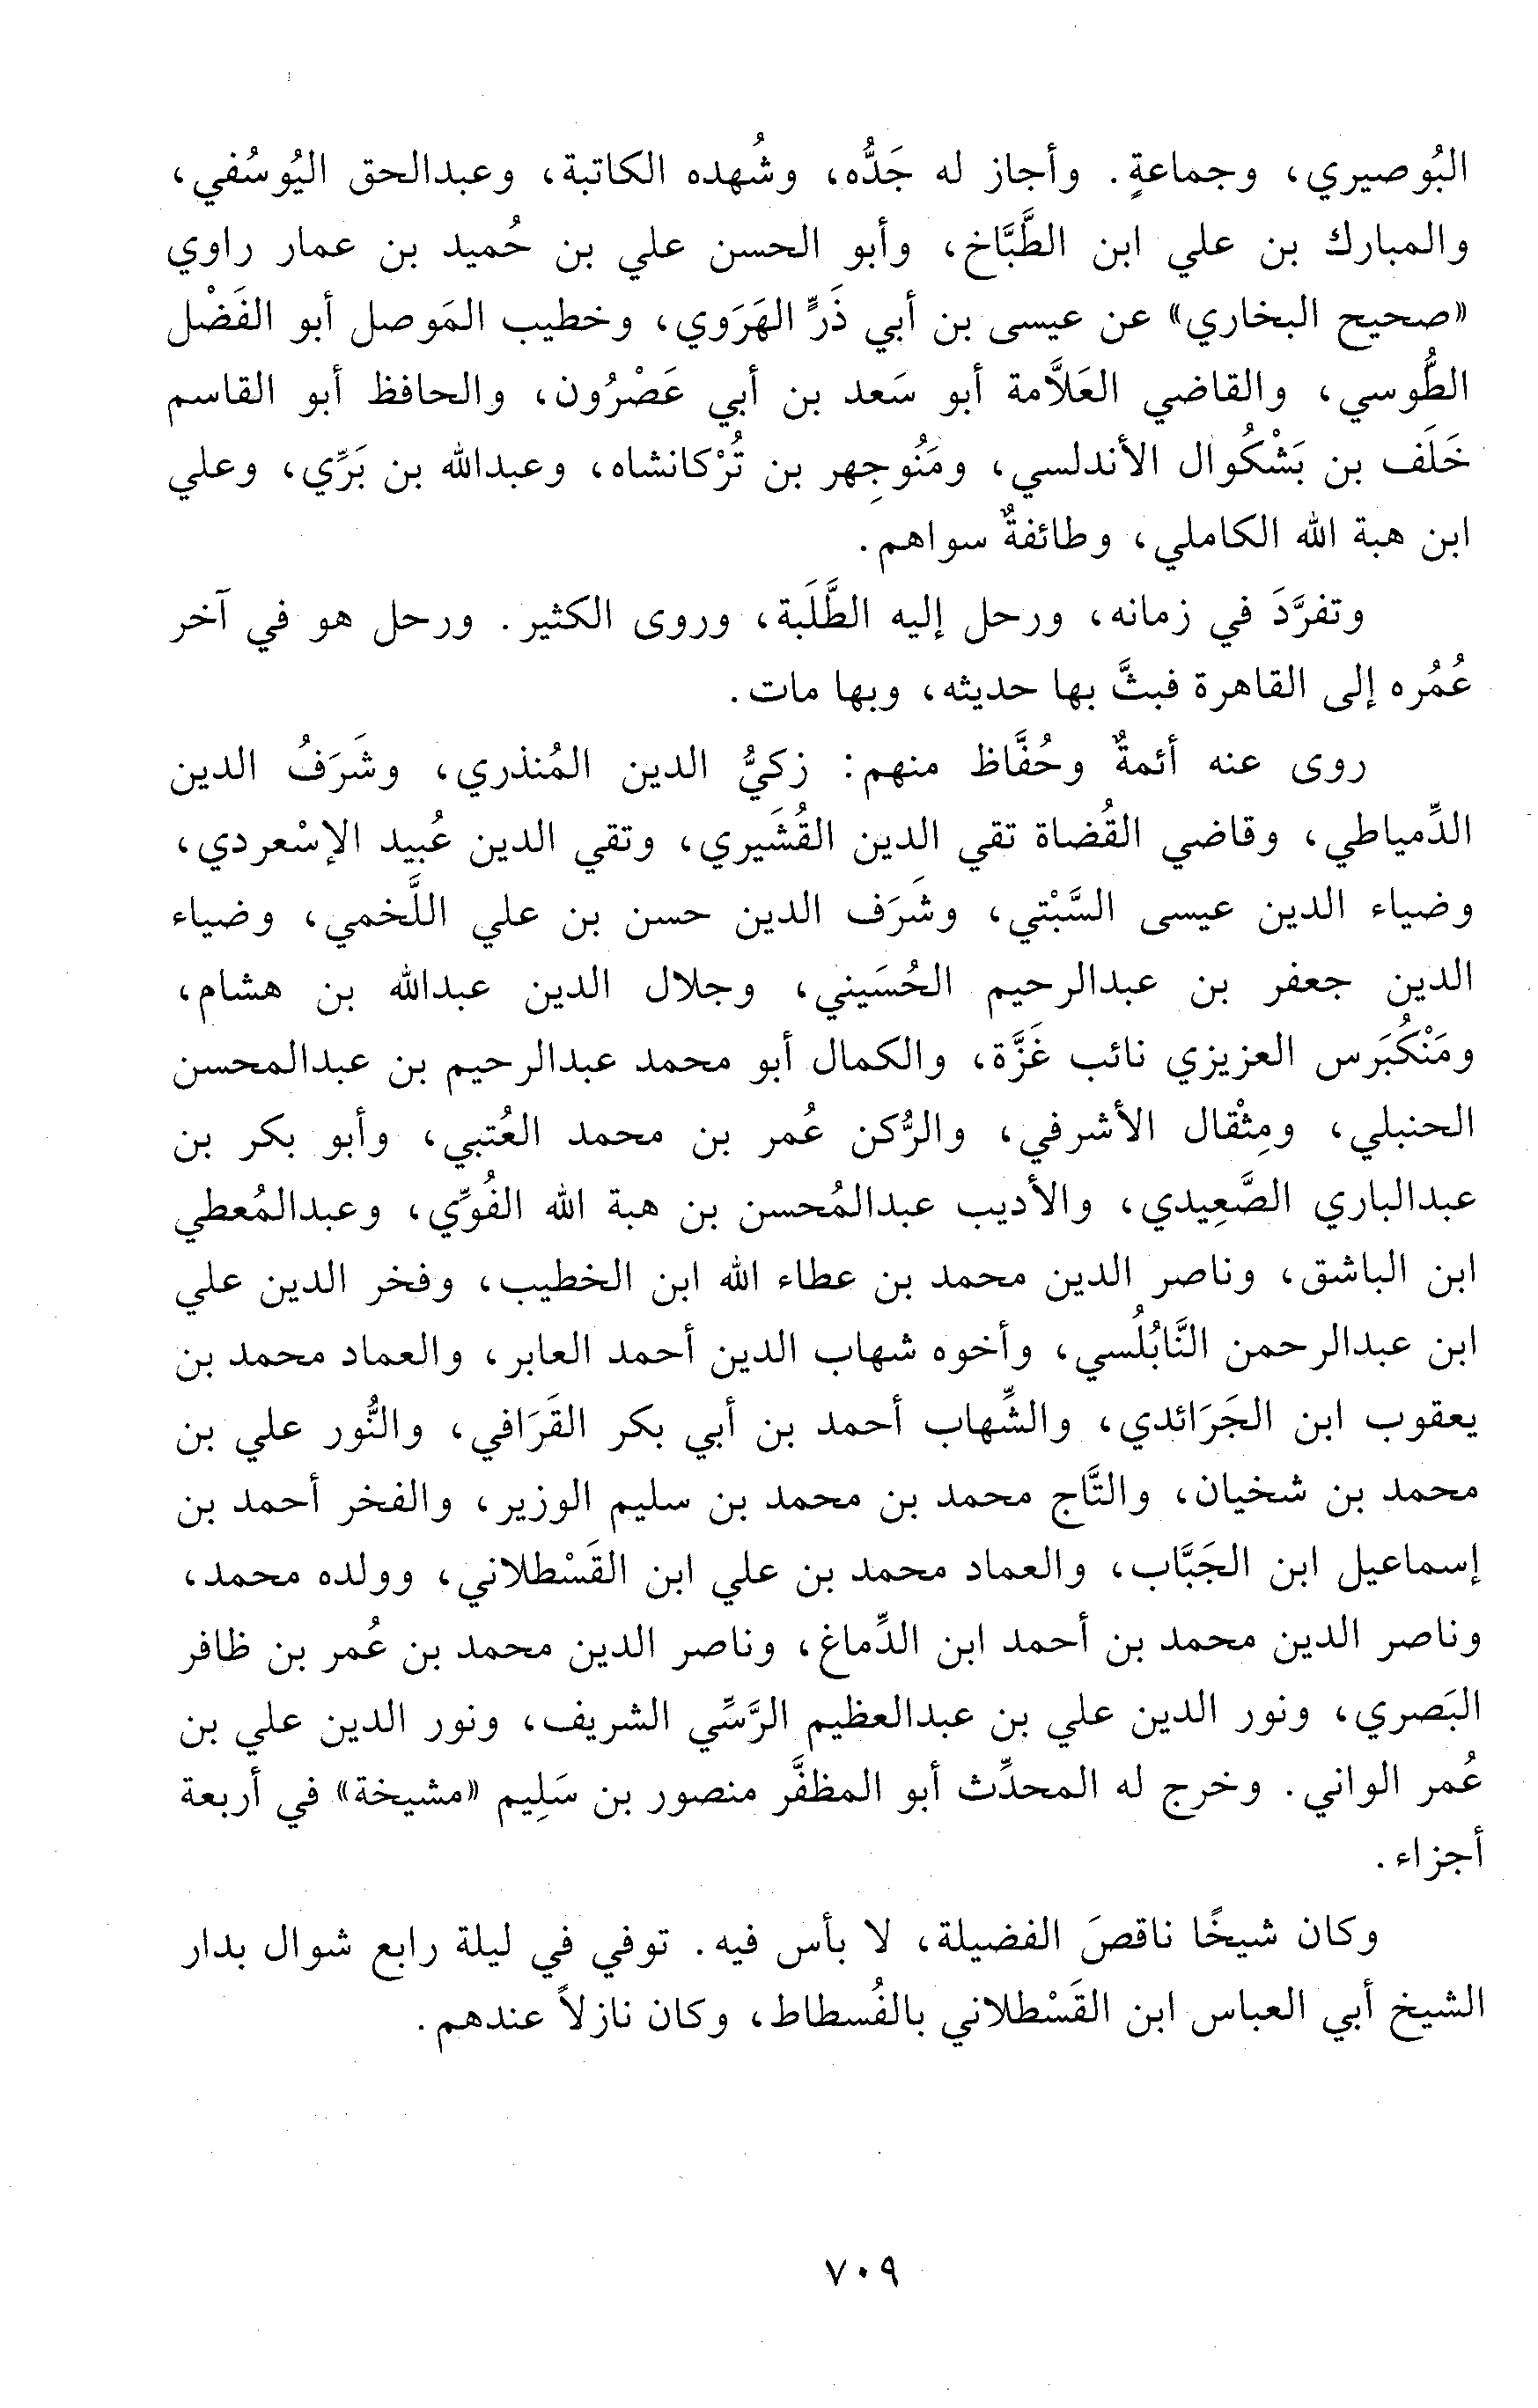 البُوصيري، وجماعةٍ. وأجاز له جَدُّه، وشُهده الكاتبة، وعبدالحق اليُوسُفي،
والمبارك بن علي ابن الطَّبَّاخ، وأبو الحسن علي بن حُميد بن عمار راوي
«صحيح البخاري» عن عيسى بن أبي ذَرٍّ الهَرَوي، وخطيب المَوصل أبو الفَضْل
الطُّوسي، والقاضي العَلاَّمة أبو سَعد بن أبي عَصْرُون، والحافظ أبو القاسم
خَلَف بن بَشْكُوال الأندلسي، ومَنُوجِهر بن تُرْكانشاه، وعبدالله بن بَرِّي، وعلي
ابن هبة الله الكاملي، وطائفةٌ سواهم.
وتفرَّدَ في زمانه، ورحل إليه الطَّلَبة، وروى الكثير. ورحل هو في آخر
عُمُره إلى القاهرة فبثَّ بها حديثه، وبها مات.
روى عنه أئمةٌ وحُفَّاظ منهم: زكيُّ الدين المُنذري، وشَرَفُ الدين
الدِّمياطي، وقاضي القُضاة تقي الدين القُشَيري، وتقي الدين عُبيد الإسْعردي،
وضياء الدين عيسى السَّبْتي، وشَرَف الدين حسن بن علي اللَّخمي، وضياء
الدين جعفر بن عبدالرحيم الحُسَيني، وجلال الدين عبدالله بن هشام،
ومَنْكُبَرس العزيزي نائب غَزَّة، والكمال أبو محمد عبدالرحيم بن عبدالمحسن
الحنبلي، ومِثْقال الأشرفي، والرُّكن عُمر بن محمد العُتبي، وأبو بكر بن
عبدالباري الصَّعِيدي، والأديب عبدالمُحسن بن هبة الله الفُوِّي، وعبدالمُعطي
ابن الباشق، وناصر الدين محمد بن عطاء الله ابن الخطيب، وفخر الدين علي
ابن عبدالرحمن النَّابُلُسي، وأخوه شهاب الدين أحمد العابر، والعماد محمد بن
يعقوب ابن الجَرَائدي، والشِّهاب أحمد بن أبي بكر القَرَافي، والنُّور علي بن
محمد بن شخيان، والتَّاج محمد بن محمد بن سليم الوزير، والفخر أحمد بن
إسماعيل ابن الجَبَّاب، والعماد محمد بن علي ابن القَسْطلاني، وولده محمد،
وناصر الدين محمد بن أحمد ابن الدِّماغ، وناصر الدين محمد بن عُمر بن ظافر
البَصري، ونور الدين علي بن عبدالعظيم الرَّسِّي الشريف، ونور الدين علي بن
عُمر الواني. وخرج له المحدِّث أبو المظفَّر منصور بن سَلِيم «مشيخة» في أربعة
أجزاء.
وكان شيخًا ناقصَ الفضيلة، لا بأس فيه. توفي في ليلة رابع شوال بدار
الشيخ أبي العباس ابن القَسْطلاني بالفُسطاط، وكان نازلاً عندهم.
٧٠٩